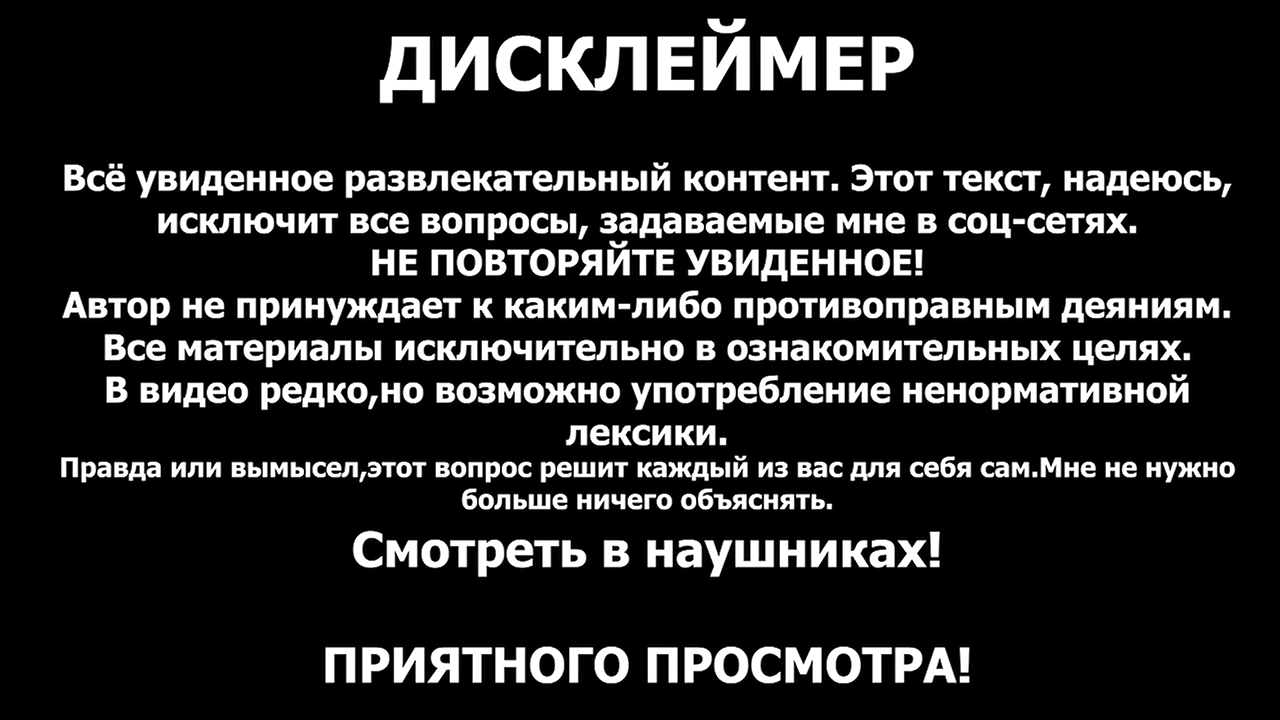 ДИСКЛЕЙМЕР
Всё увиденное развлекательный контент. Этот текст, надеюсь,
исключит все вопросы, задаваемые мне в соц-сетях.
НЕ ПОВТОРЯЙТЕ УВИДЕННОЕ!
Автор не принуждает к каким-либо противоправным деяниям.
Все материалы исключительно в ознакомительных целях.
В видео редко,но возможно употребление ненормативной
лексики.
Правда или вымысел,этот вопрос решит каждый из вас для себя сам.Мне не нужно
больше ничего объяснять.
Смотреть в наушниках!
ПРИЯТНОГО ПРОСМОТРА!